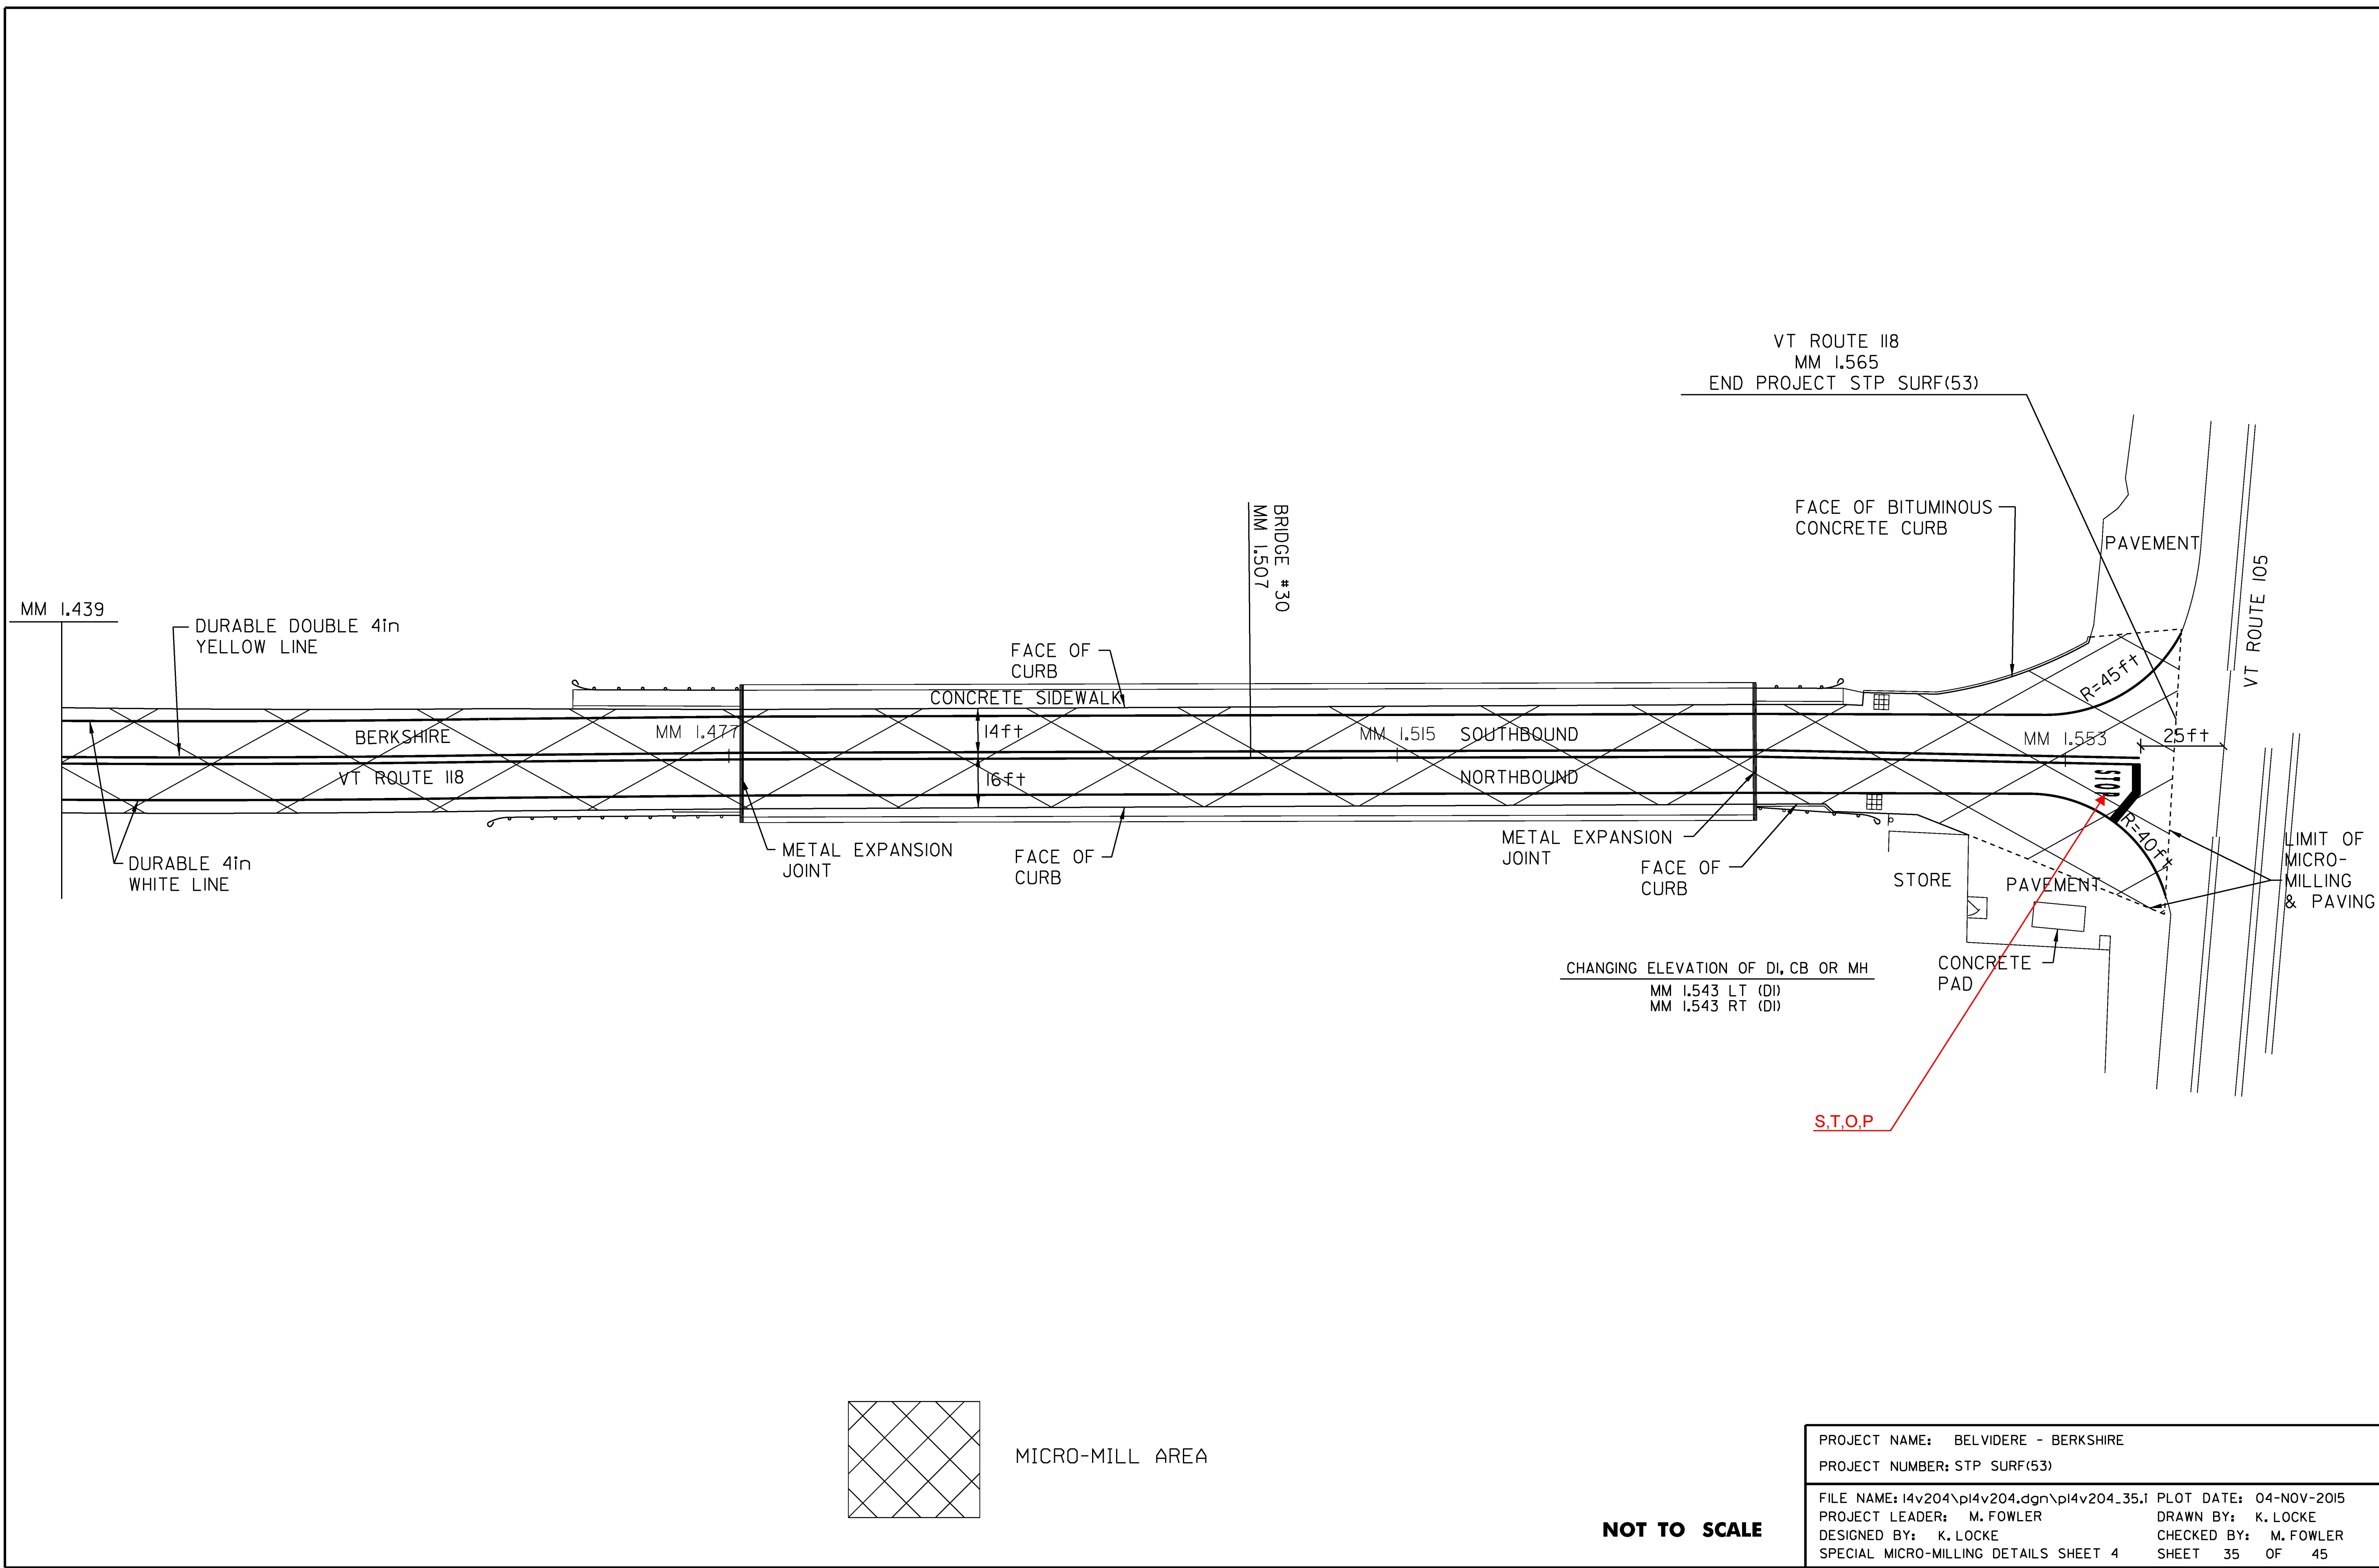 VT ROUTE 118
MM 1.565
END PROJECT STP SURF(53)
FACE OF BITUMINOUS
CONCRETE CURB
PAVEMENT
VT ROUTE 105
BRIDGE #30
MM 1.507
MM 1.439
DURABLE DOUBLE 4in
YELLOW LINE
FACE OF
CURB
CONCRETE SIDEWALK
R=45ft
BERKSHIRE
MM 1.477
14ft
MM 1.515
SOUTHBOUND
MM 1.553
25ft
VT ROUTE 118
16ft
NORTHBOUND
STOP
R=40ft
DURABLE 4in
WHITE LINE
METAL EXPANSION
JOINT
FACE OF
CURB
METAL EXPANSION
JOINT
FACE OF
CURB
STORE
PAVEMENT
LIMIT OF
MICRO-
MILLING
& PAVING
CONCRETE
PAD
CHANGING ELEVATION OF DI, CB OR MH
MM 1.543 LT (DI)
MM 1.543 RT (DI)
S,T,O,P
MICRO-MILL AREA
NOT TO SCALE
PROJECT NAME: BELVIDERE - BERKSHIRE
PROJECT NUMBER: STP SURF(53)
FILE NAME: 14v204\p14v204.dgn\p14v204_35.i PLOT DATE: 04-NOV-2015
PROJECT LEADER: M. FOWLER DRAWN BY: K. LOCKE
DESIGNED BY: K. LOCKE CHECKED BY: M. FOWLER
SPECIAL MICRO-MILLING DETAILS SHEET 4 SHEET 35 OF 45